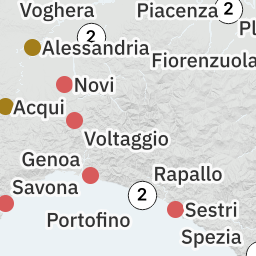 Voghera
Piacenza
2
2
Pl
Alessandria
Fiorenzuola
Novi
Acqui
Voltaggio
Genoa
Rapallo
Savona
2
Sestri
Portofino
Spezia